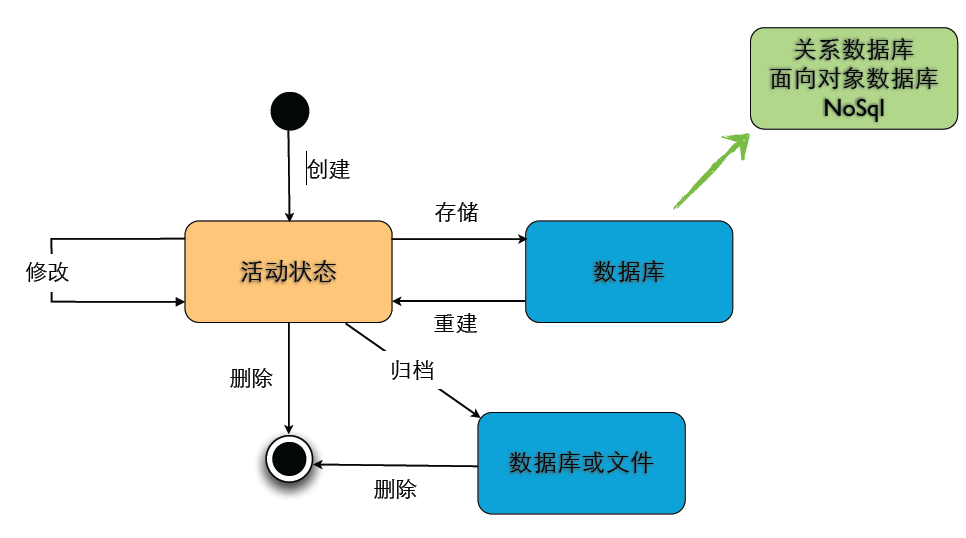 关系数据库
面向对象数据库
NoSql
创建
存储
修改
活动状态
数据库
重建
删除
归档
数据库或文件
删除